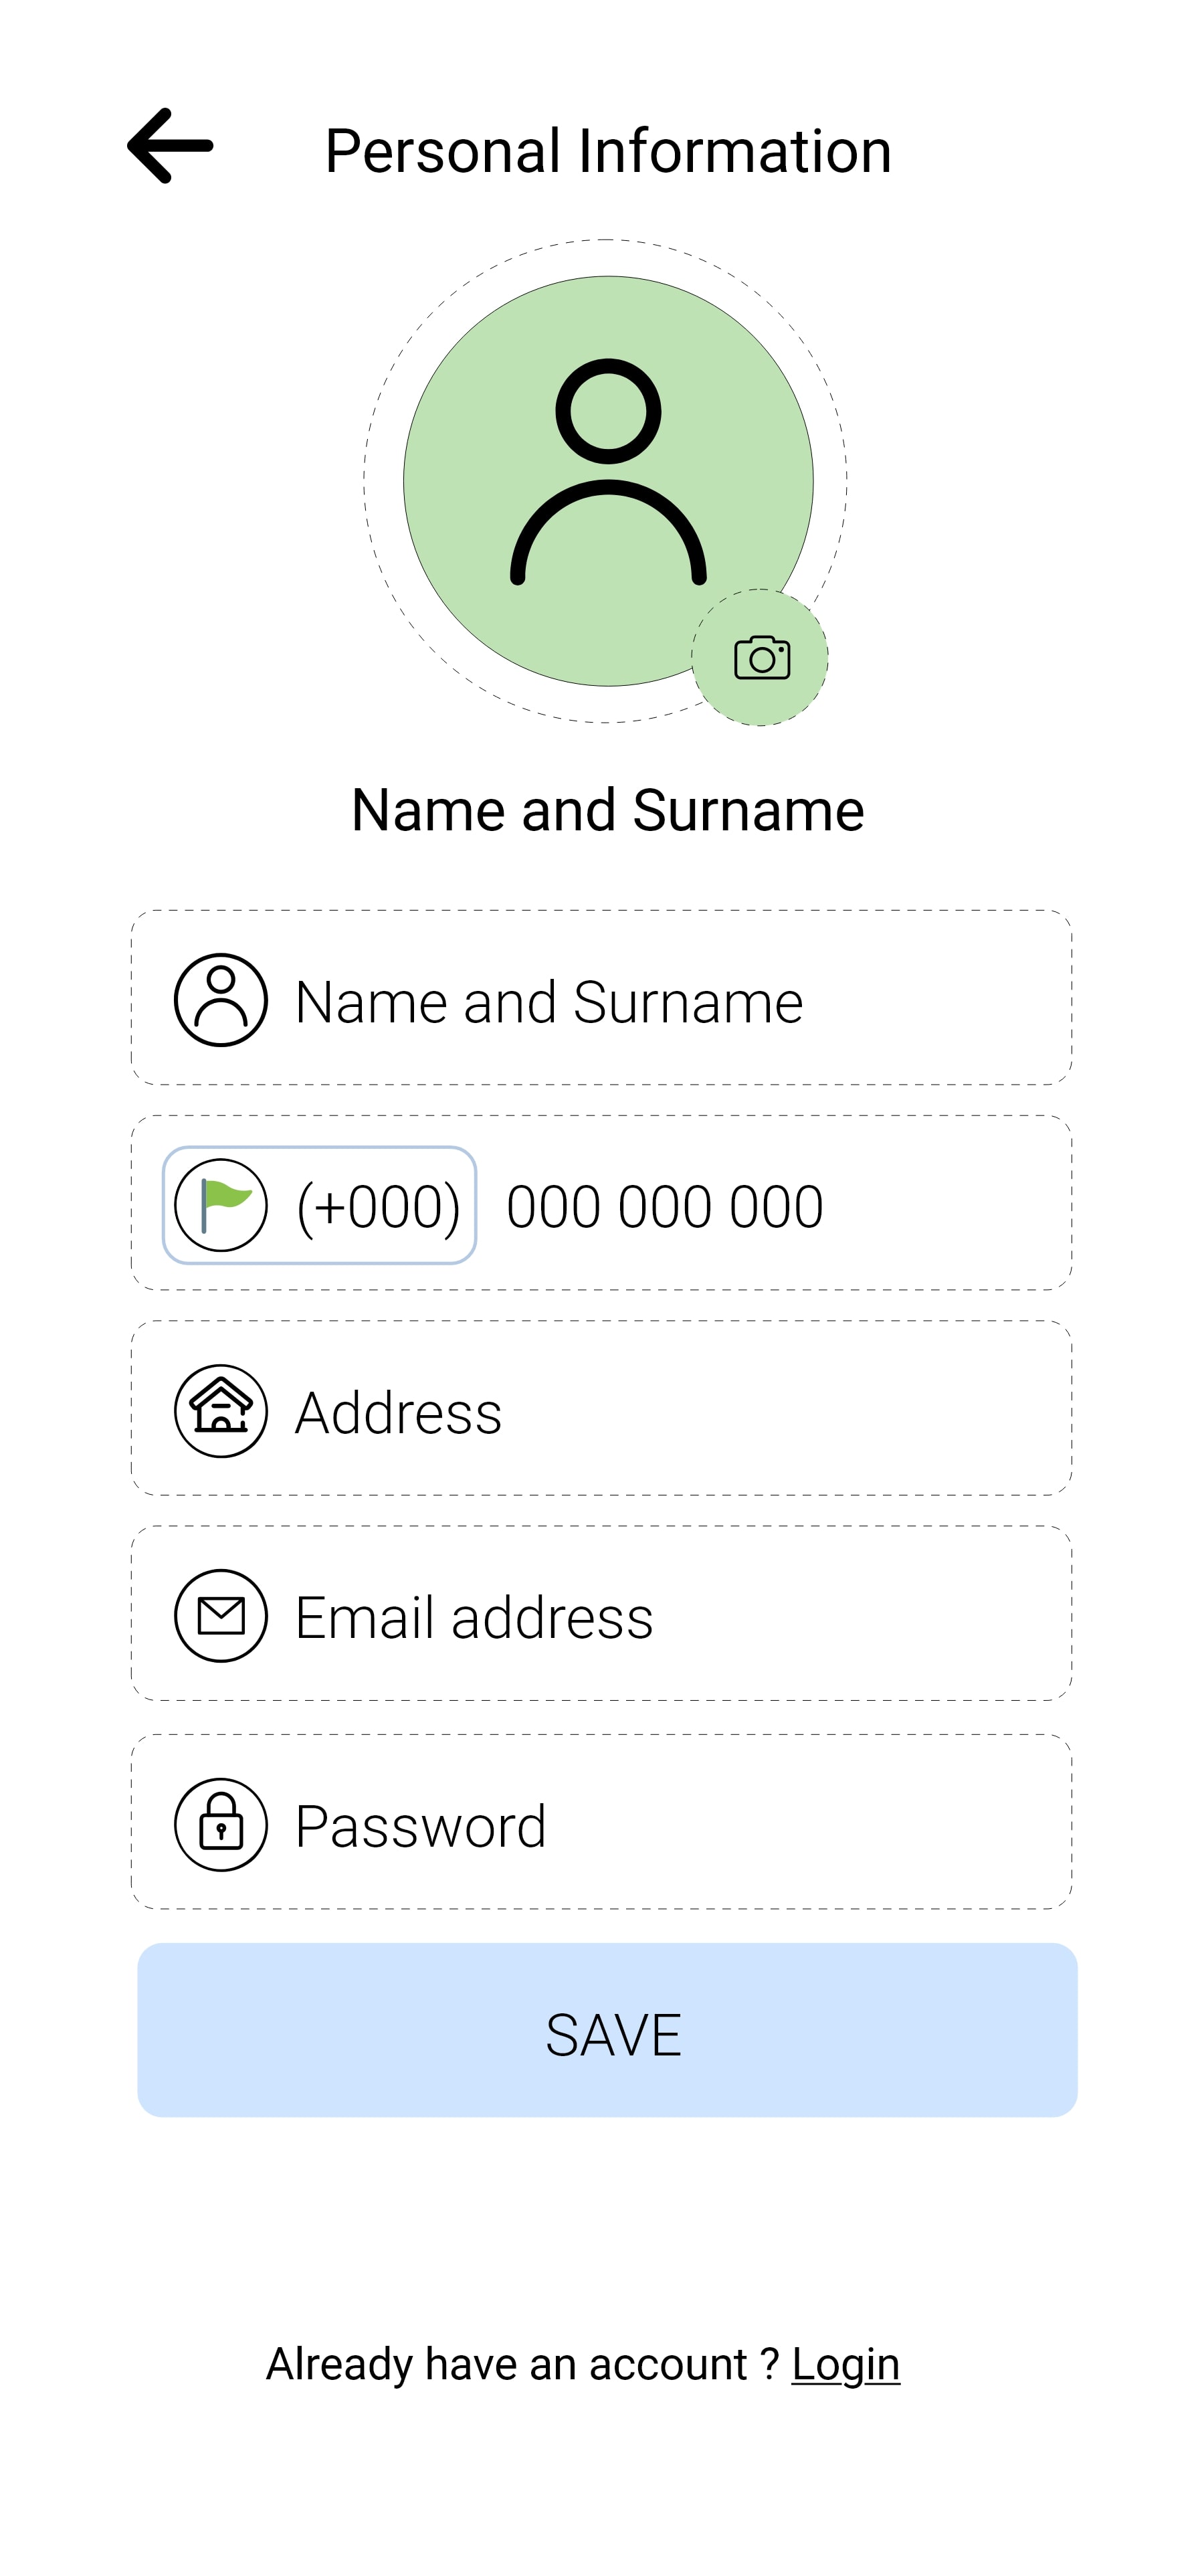 Personal Information
Name and Surname
Name and Surname
(+000) 000 000 000
Address
Email address
Password
SAVE
Already have an account ? Login